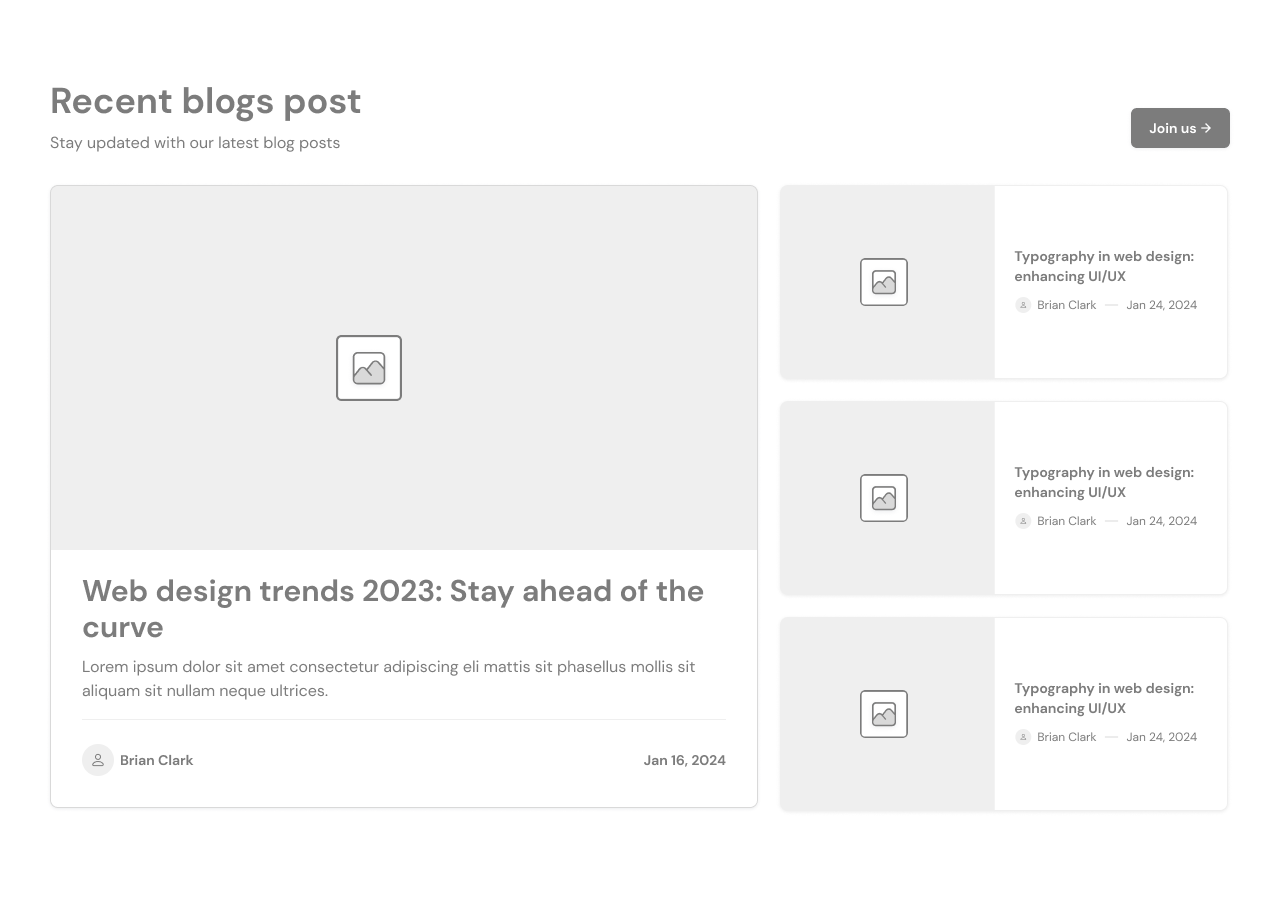 Recent blogs post
Stay updated with our latest blog posts
Join us →
Web design trends 2023: Stay ahead of the
curve
Lorem ipsum dolor sit amet consectetur adipiscing eli mattis sit phasellus mollis sit
aliquam sit nullam neque ultrices.
Brian Clark
Jan 16, 2024
Typography in web design:
enhancing UI/UX
Brian Clark — Jan 24, 2024
Typography in web design:
enhancing UI/UX
Brian Clark — Jan 24, 2024
Typography in web design:
enhancing UI/UX
Brian Clark — Jan 24, 2024